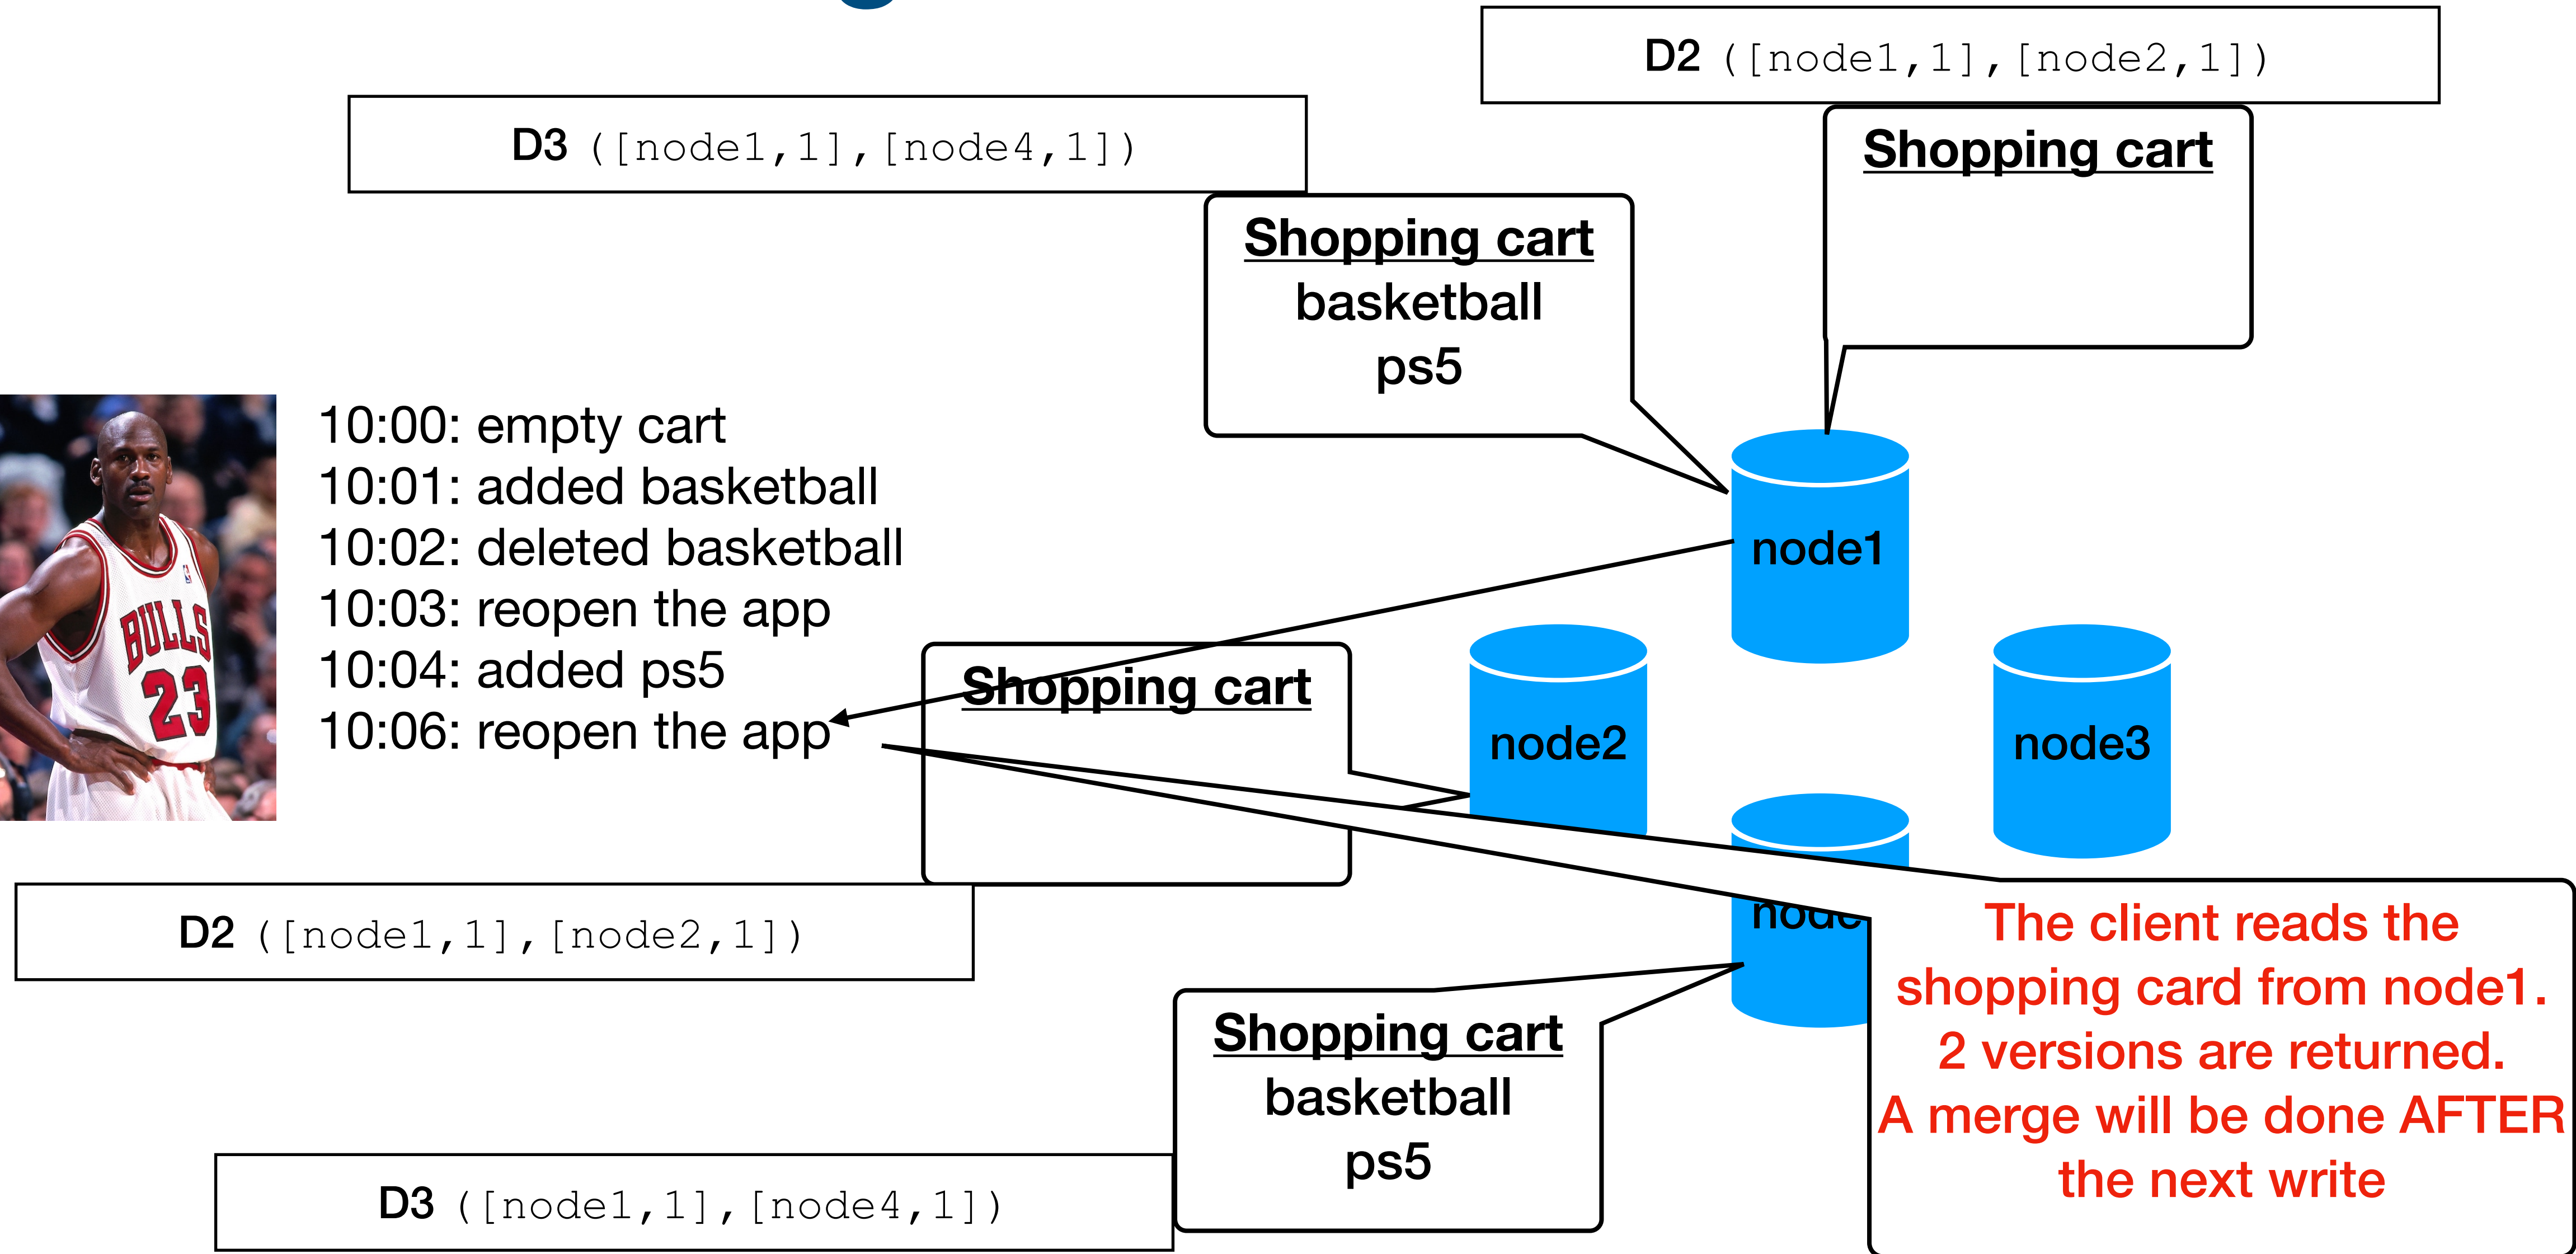 D2 ([node1,1],[node2,1])
D3 ([node1,1],[node4,1])
Shopping cart
Shopping cart
basketball
ps5
10:00: empty cart
10:01: added basketball
10:02: deleted basketball
10:03: reopen the app
10:04: added ps5
10:06: reopen the app
BULLS
23
node1
Shopping cart
node2
node3
D2 ([node1,1],[node2,1])
node
The client reads the
shopping card from node1.
2 versions are returned.
A merge will be done AFTER
the next write
Shopping cart
basketball
ps5
D3 ([node1,1],[node4,1])